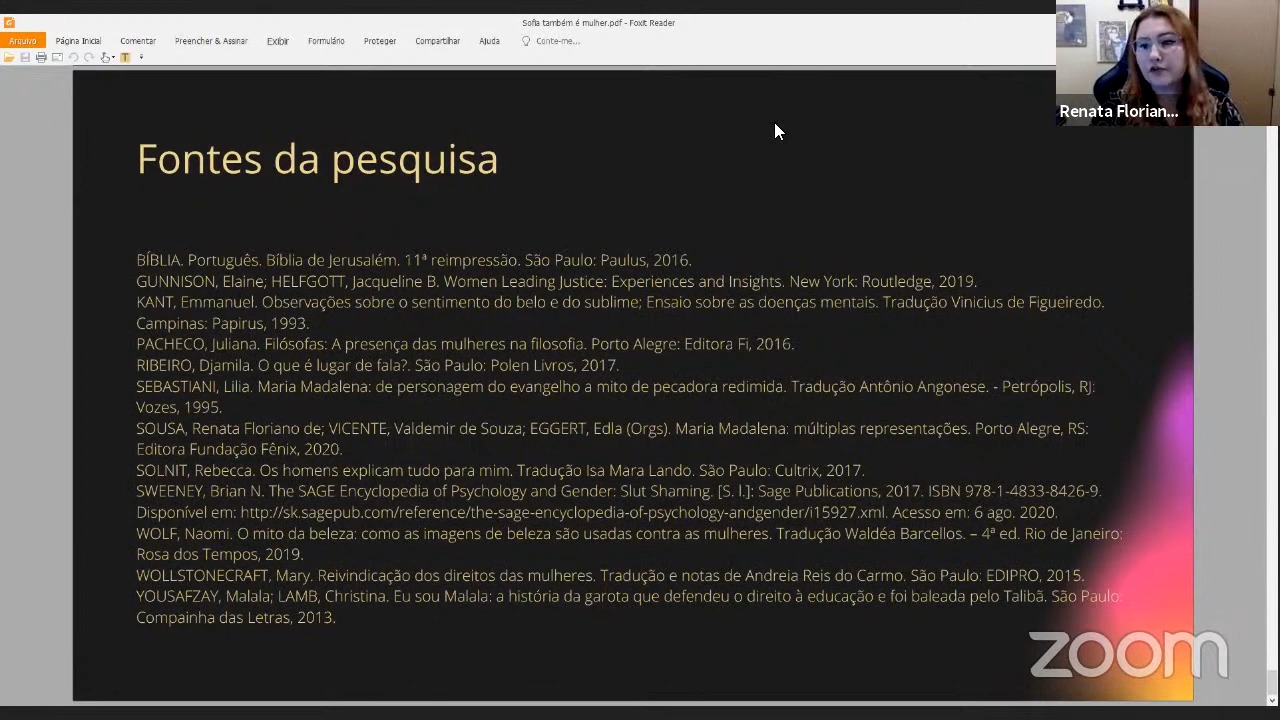 Sofia também é mulher.pdf - Foxit Reader
Arquivo Página Inicial Comentar Preencher & Assinar Exibir Formulário Proteger Compartilhar Ajuda Conte-me...
Renata Florian...
Fontes da pesquisa
BÍBLIA. Português. Bíblia de Jerusalém. 11ª reimpressão. São Paulo: Paulus, 2016.
GUNNISON, Elaine; HELFGOTT, Jacqueline B. Women Leading Justice: Experiences and Insights. New York: Routledge, 2019.
KANT, Emmanuel. Observações sobre o sentimento do belo e do sublime; Ensaio sobre as doenças mentais. Tradução Vinicius de Figueiredo.
Campinas: Papirus, 1993.
PACHECO, Juliana. Filósofas: A presença das mulheres na filosofia. Porto Alegre: Editora Fi, 2016.
RIBEIRO, Djamila. O que é lugar de fala?. São Paulo: Polen Livros, 2017.
SEBASTIANI, Lilia. Maria Madalena: de personagem do evangelho a mito de pecadora redimida. Tradução Antônio Angonese. - Petrópolis, RJ:
Vozes, 1995.
SOUSA, Renata Floriano de; VICENTE, Valdemir de Souza; EGGERT, Edla (Orgs). Maria Madalena: múltiplas representações. Porto Alegre, RS:
Editora Fundação Fênix, 2020.
SOLNIT, Rebecca. Os homens explicam tudo para mim. Tradução Isa Mara Lando. São Paulo: Cultrix, 2017.
SWEENEY, Brian N. The SAGE Encyclopedia of Psychology and Gender: Slut Shaming. [S. l.]: Sage Publications, 2017. ISBN 978-1-4833-8426-9.
Disponível em: http://sk.sagepub.com/reference/the-sage-encyclopedia-of-psychology-andgender/i15927.xml. Acesso em: 6 ago. 2020.
WOLF, Naomi. O mito da beleza: como as imagens de beleza são usadas contra as mulheres. Tradução Waldéa Barcellos. – 4ª ed. Rio de Janeiro:
Rosa dos Tempos, 2019.
WOLLSTONECRAFT, Mary. Reivindicação dos direitos das mulheres. Tradução e notas de Andreia Reis do Carmo. São Paulo: EDIPRO, 2015.
YOUSAFZAY, Malala; LAMB, Christina. Eu sou Malala: a história da garota que defendeu o direito à educação e foi baleada pelo Talibã. São Paulo:
Compainha das Letras, 2013.
zoom